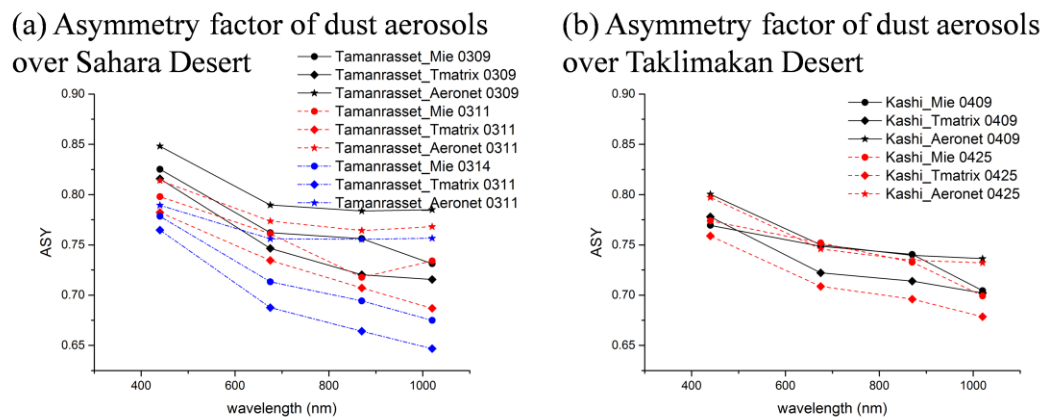 (a) Asymmetry factor of dust aerosols
over Sahara Desert
Tamanrasset_Mie 0309
Tamanrasset_Tmatrix 0309
Tamanrasset_Aeronet 0309
Tamanrasset_Mie 0311
Tamanrasset_Tmatrix 0311
Tamanrasset_Aeronet 0311
Tamanrasset_Mie 0314
Tamanrasset_Tmatrix 0311
Tamanrasset_Aeronet 0311
0.90
0.85
0.80
0.75
0.70
0.65
ASY
400
600
800
1000
wavelength (nm)
(b) Asymmetry factor of dust aerosols
over Taklimakan Desert
Kashi_Mie 0409
Kashi_Tmatrix 0409
Kashi_Aeronet 0409
Kashi_Mie 0425
Kashi_Tmatrix 0425
Kashi_Aeronet 0425
0.90
0.85
0.80
0.75
0.70
0.65
ASY
400
600
800
1000
wavelength (nm)